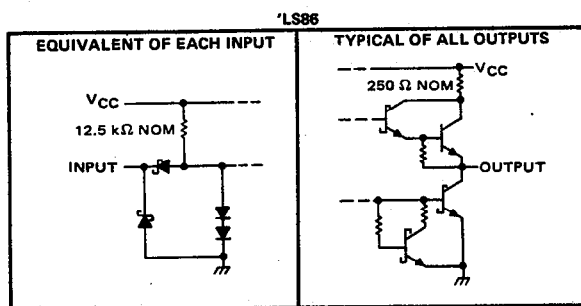 'LS86
EQUIVALENT OF EACH INPUT
VCC
12.5 kΩ NOM
INPUT
TYPICAL OF ALL OUTPUTS
VCC
250 Ω NOM
OUTPUT